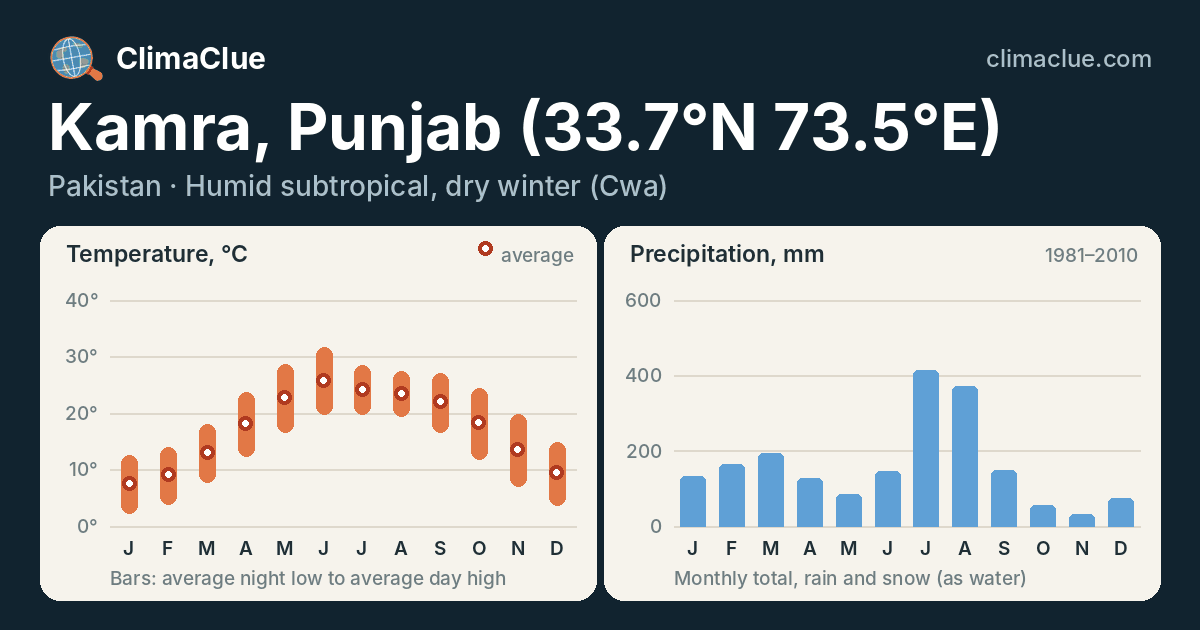 ClimaClue
climaclue.com
Kamra, Punjab (33.7°N 73.5°E)
Pakistan · Humid subtropical, dry winter (Cwa)
Temperature, °C
average
40°
30°
20°
10°
0°
J F M A M J J A S O N D
Bars: average night low to average day high
Precipitation, mm
1981–2010
600
400
200
0
J F M A M J J A S O N D
Monthly total, rain and snow (as water)